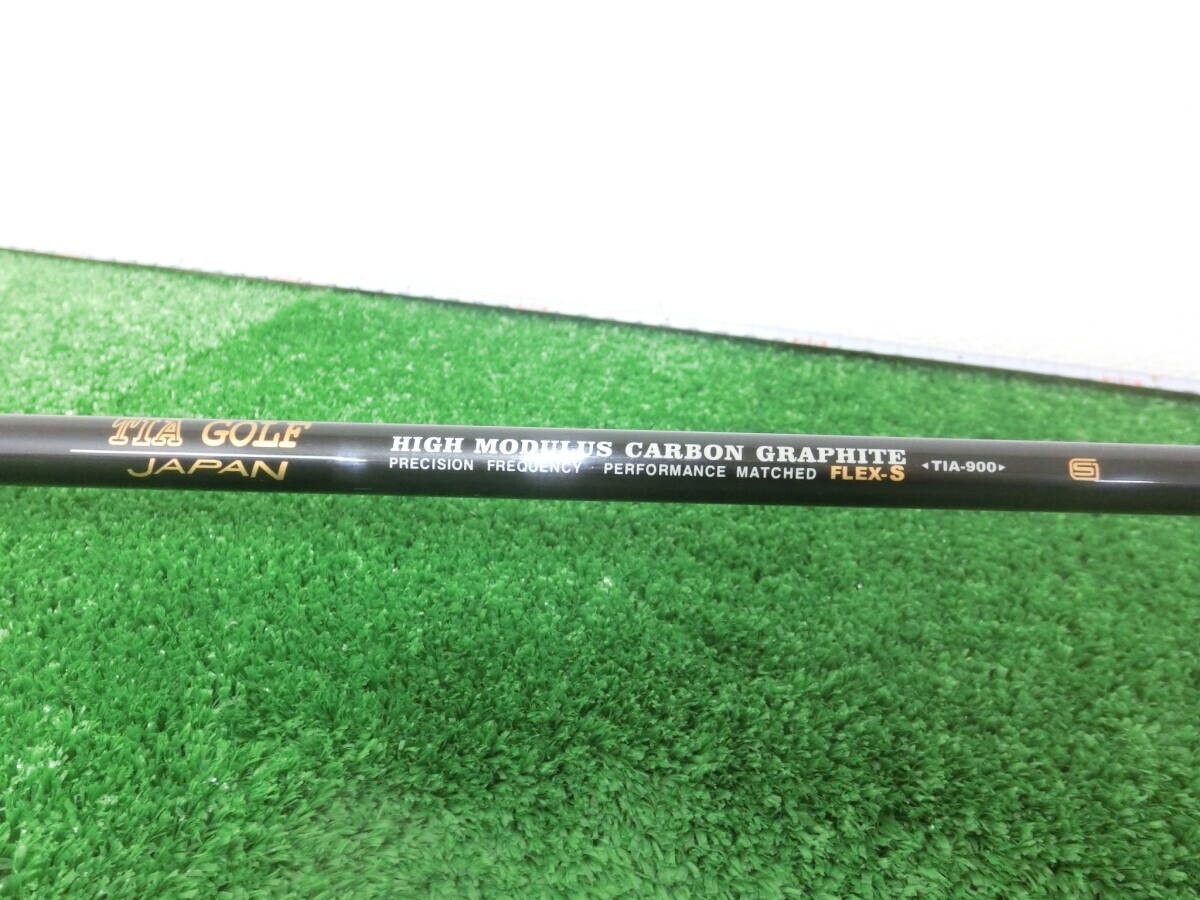 TIA GOLF
JAPAN
HIGH MODULUS CARBON GRAPHITE
PRECISION FREQUENCY · PERFORMANCE MATCHED FLEX-S
◂TIA-900▸
S